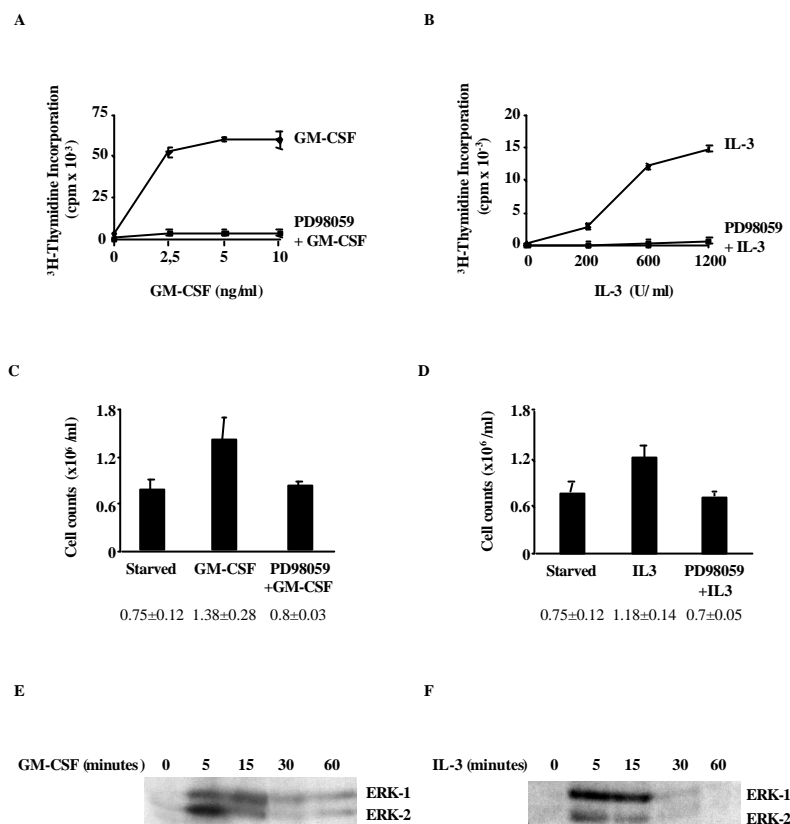 A
³H-Thymidine Incorporation
(cpm x 10⁻³)
75
50
25
0
0 2,5 5 10
GM-CSF (ng/ml)
GM-CSF
PD98059
+ GM-CSF
B
³H-Thymidine Incorporation
(cpm x 10⁻³)
20
15
10
5
0
0 200 600 1200
IL-3 (U/ ml)
IL-3
PD98059
+ IL-3
C
Cell counts (x10⁶ /ml)
1.8
1.2
0.6
0
Starved GM-CSF PD98059
+GM-CSF
0.75±0.12 1.38±0.28 0.8±0.03
D
Cell counts (x10⁶ /ml)
1.8
1.2
0.6
0
Starved IL3 PD98059
+IL3
0.75±0.12 1.18±0.14 0.7±0.05
E
GM-CSF (minutes) 0 5 15 30 60
ERK-1
ERK-2
F
IL-3 (minutes) 0 5 15 30 60
ERK-1
ERK-2